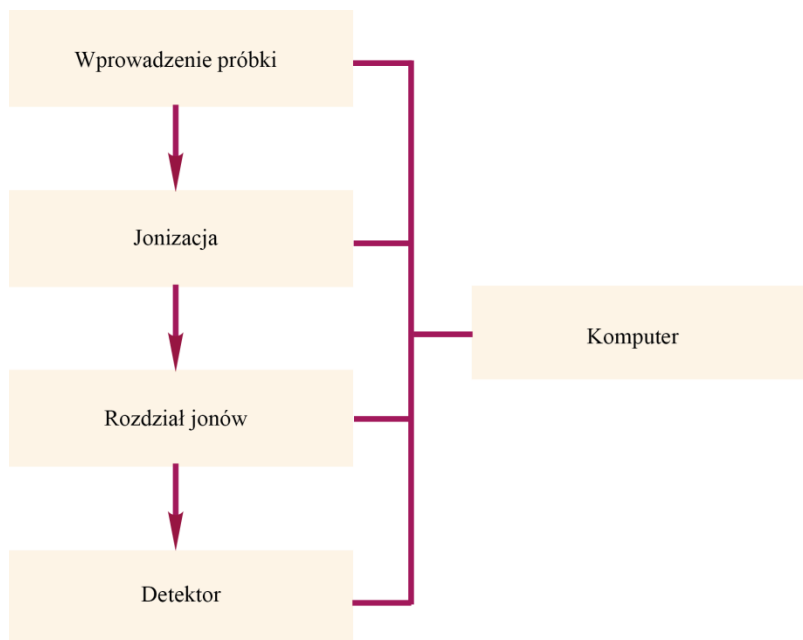 Wprowadzenie próbki
Jonizacja
Rozdział jonów
Detektor
Komputer